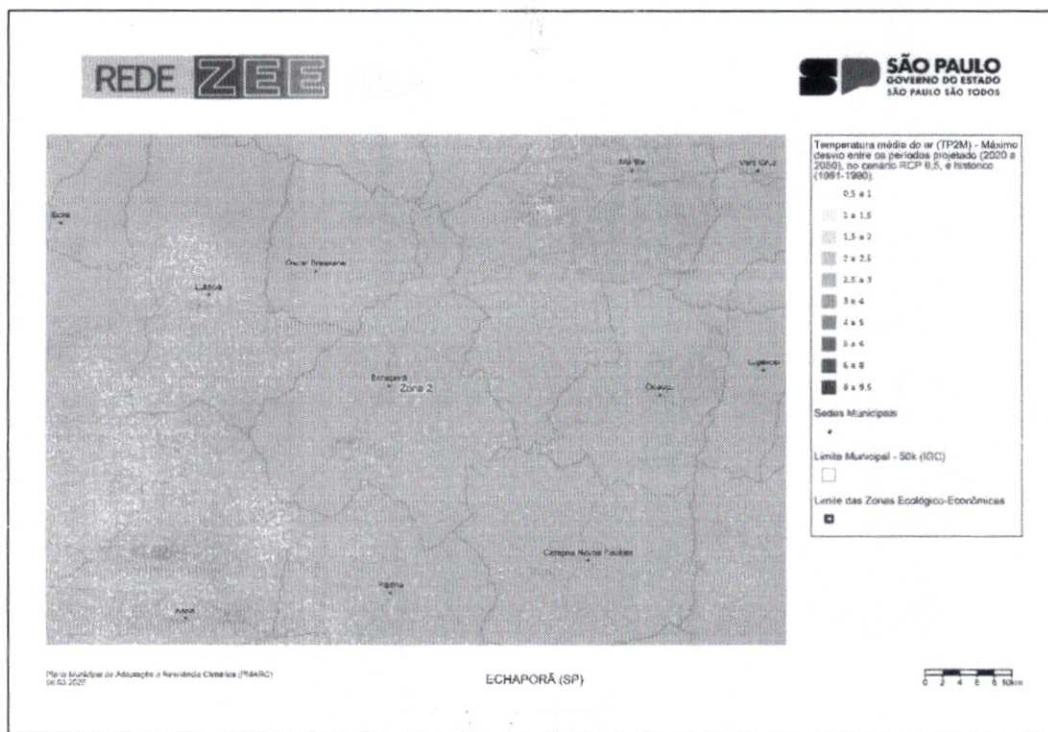 REDE ZEE
SÃO PAULO
GOVERNO DO ESTADO
SÃO PAULO SÃO TODOS
Temperatura média do ar (TP2M) - Máximo
desvio entre os períodos projetado (2020 a
2050), no cenário RCP 8,5, e histórico
(1961-1990).
0,5 a 1
1 a 1,5
1,5 a 2
2 a 2,5
2,5 a 3
3 a 4
4 a 5
5 a 6
6 a 8
8 a 9,5
Sedes Municipais
Limite Municipal - 50k (IGC)
Limite das Zonas Ecológico-Econômicas
Marília
Vera Cruz
Oscar Bressane
Lutécia
Echaporã
Zona 2
Ocauçu
Lupércio
Campos Novos Paulista
Platina
Assis
Plano Municipal de Adaptação e Resiliência Climática (PMARC)
ECHAPORÃ (SP)
0 2 4 6 8 10km